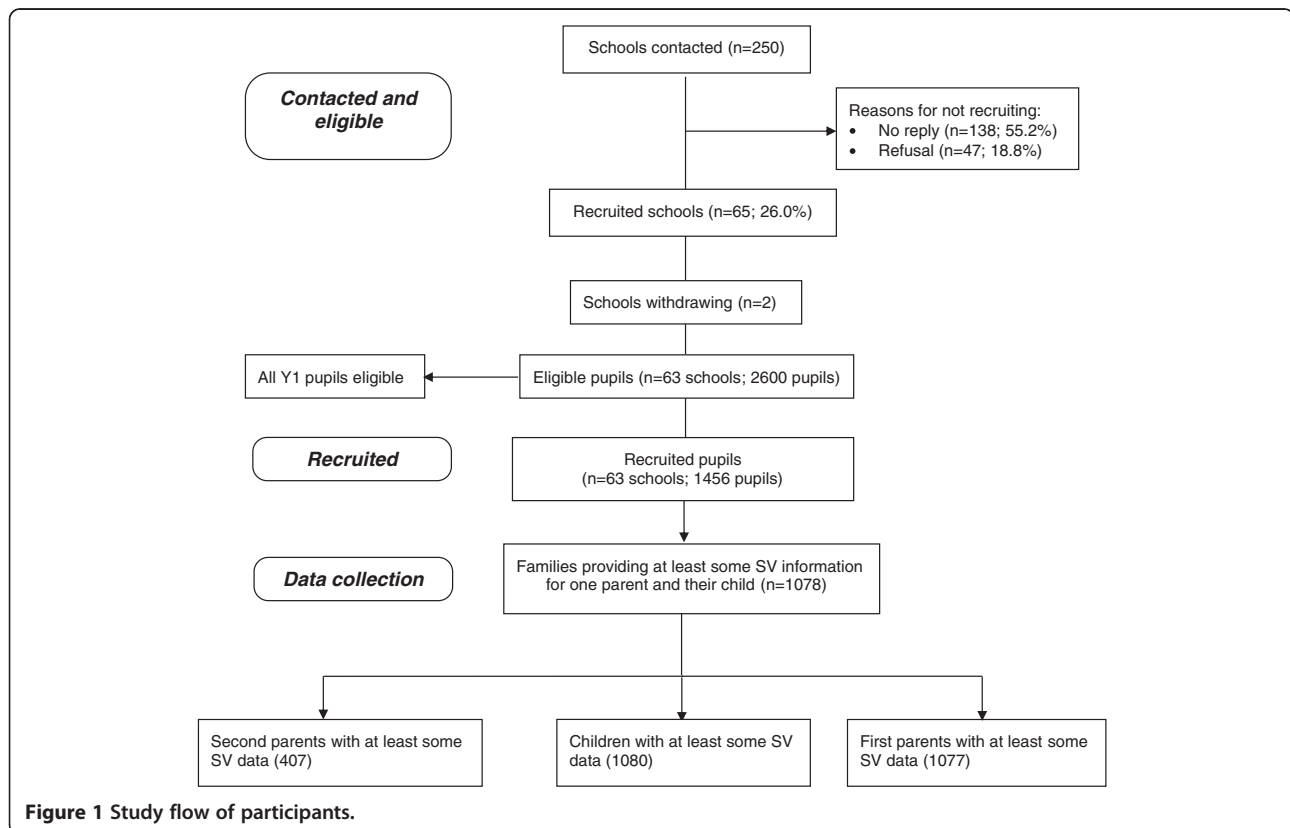 Schools contacted (n=250)
Contacted and
eligible
Reasons for not recruiting:
• No reply (n=138; 55.2%)
• Refusal (n=47; 18.8%)
Recruited schools (n=65; 26.0%)
Schools withdrawing (n=2)
All Y1 pupils eligible
Eligible pupils (n=63 schools; 2600 pupils)
Recruited
Recruited pupils
(n=63 schools; 1456 pupils)
Data collection
Families providing at least some SV information
for one parent and their child (n=1078)
Second parents with at least some
SV data (407)
Children with at least some SV
data (1080)
First parents with at least some
SV data (1077)
Figure 1 Study flow of participants.